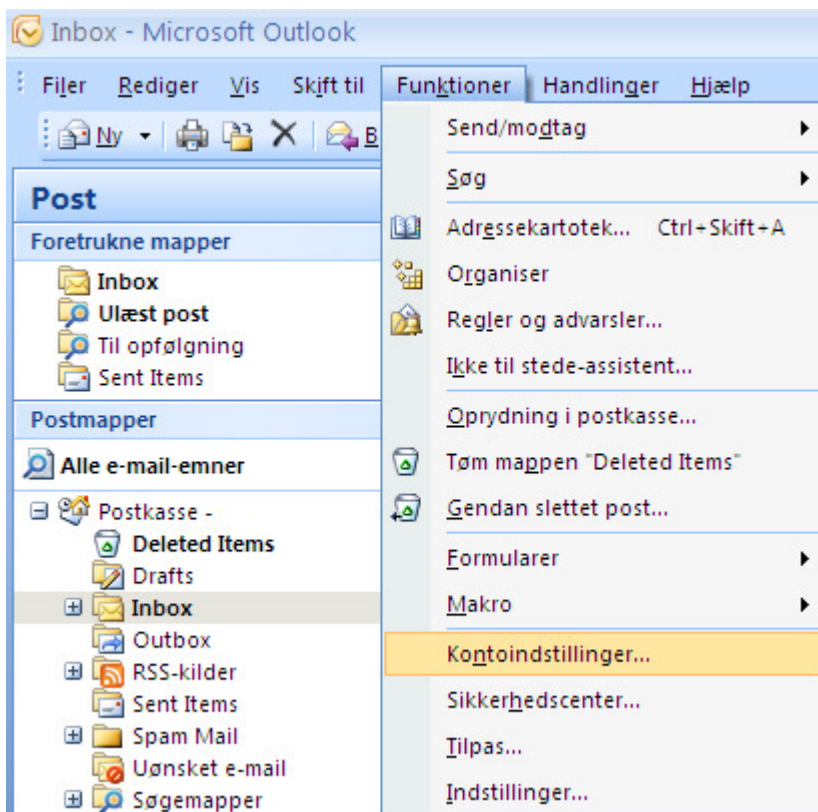 Inbox - Microsoft Outlook
Filer Rediger Vis Skift til Funktioner Handlinger Hjælp
Ny B
Post
Foretrukne mapper
Inbox
Ulæst post
Til opfølgning
Sent Items
Postmapper
Alle e-mail-emner
Postkasse -
Deleted Items
Drafts
Inbox
Outbox
RSS-kilder
Sent Items
Spam Mail
Uønsket e-mail
Søgemapper
Send/modtag
Søg
Adressekartotek... Ctrl+Skift+A
Organiser
Regler og advarsler...
Ikke til stede-assistent...
Oprydning i postkasse...
Tøm mappen "Deleted Items"
Gendan slettet post...
Formularer
Makro
Kontoindstillinger...
Sikkerhedscenter...
Tilpas...
Indstillinger...